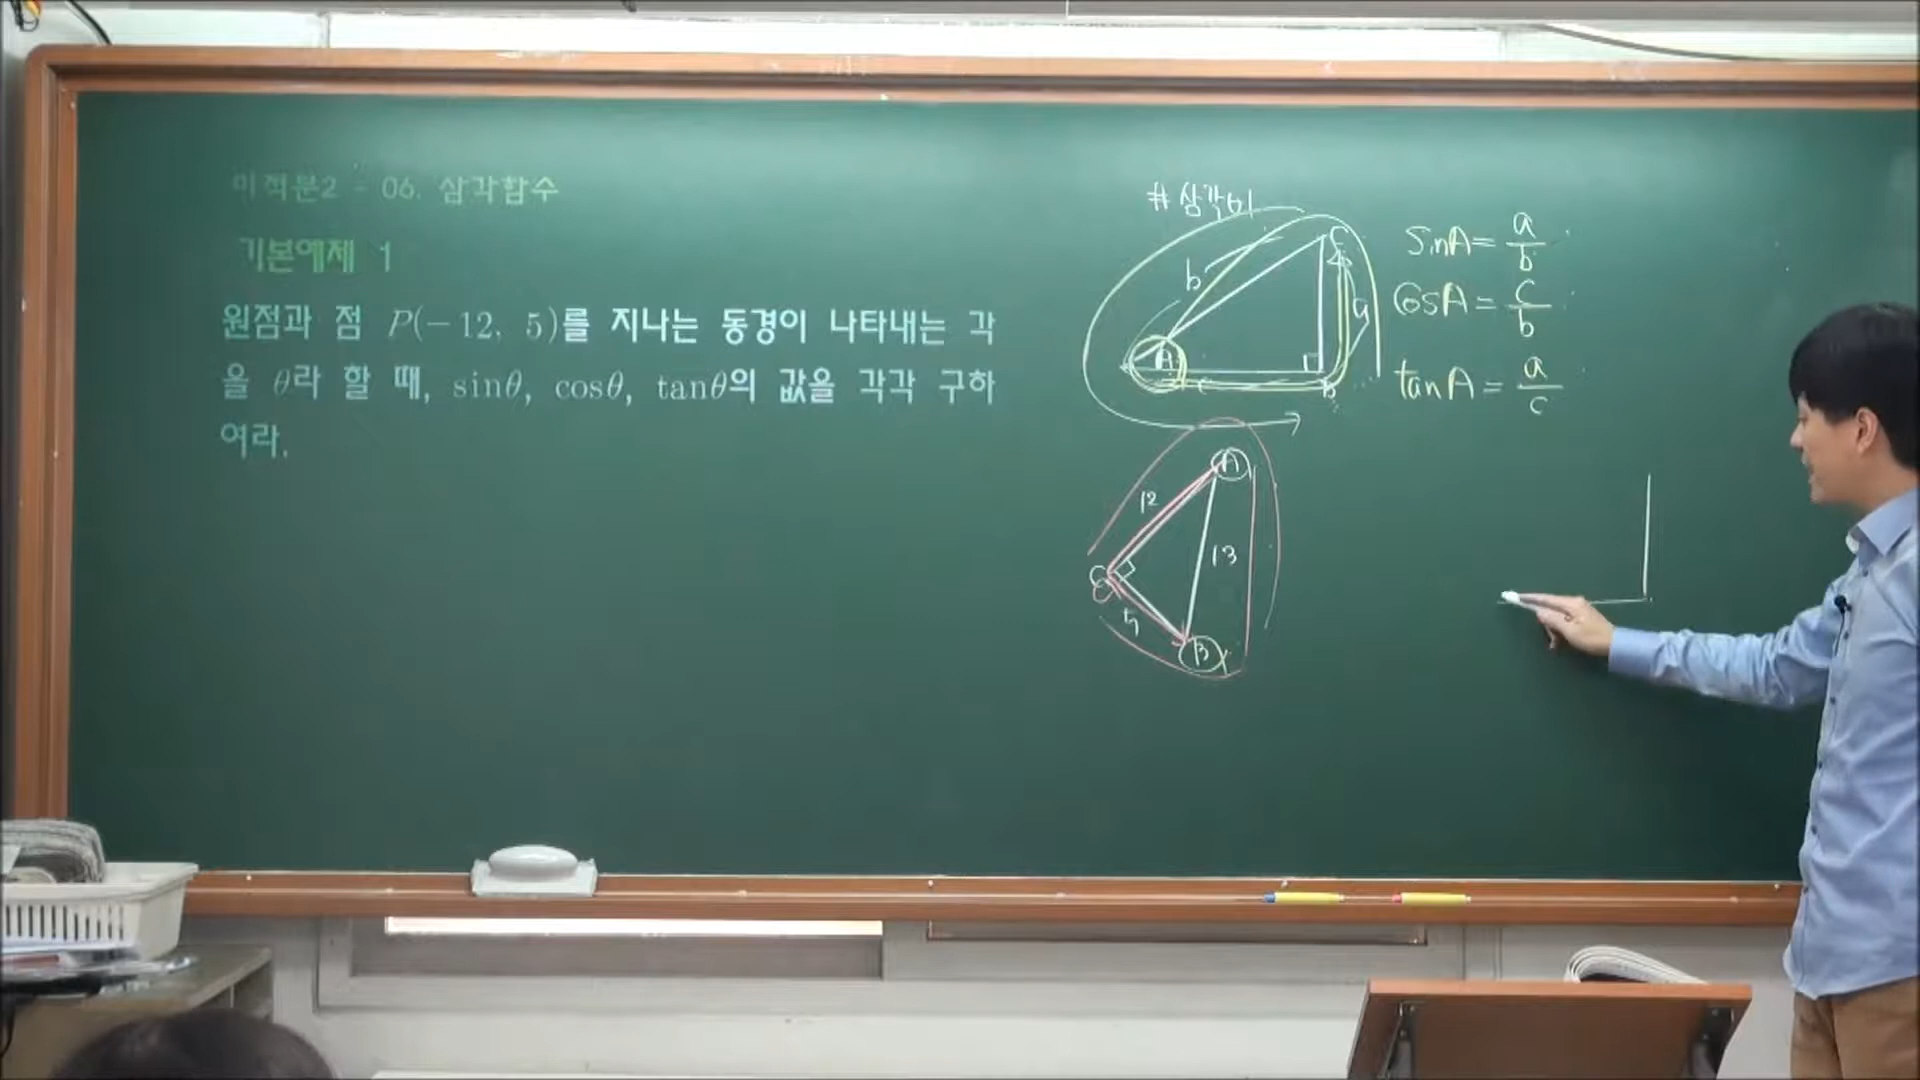 미적분2 - 06. 삼각함수
기본예제 1
원점과 점 P(-12, 5)를 지나는 동경이 나타내는 각
을 θ라 할 때, sinθ, cosθ, tanθ의 값을 각각 구하
여라.
#삼각비
C
b
a
A
B
sinA = a/b
cosA = c/b
tanA = a/c
A
12
13
C
5
B